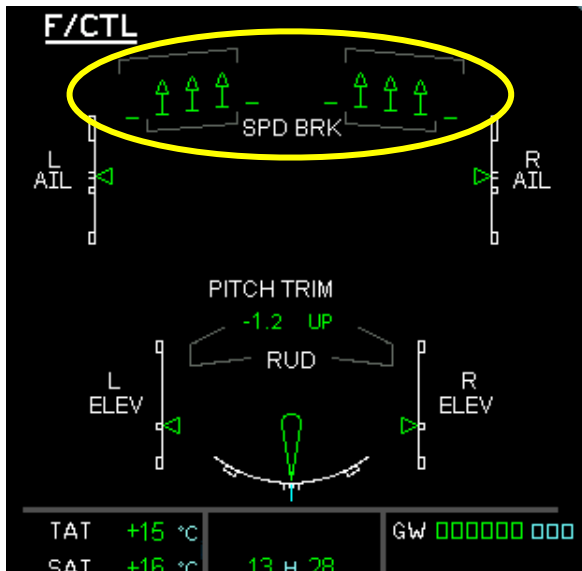 F/CTL
SPD BRK
L
AIL
R
AIL
PITCH TRIM
-1.2 UP
RUD
L
ELEV
R
ELEV
TAT +15 °C
GW
SAT +16 °C
13 H 28